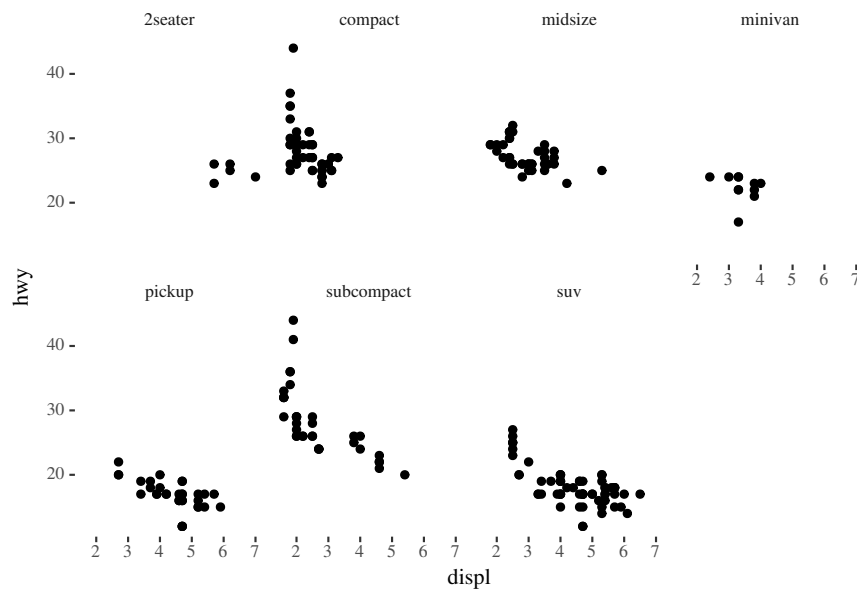 2seater compact midsize minivan
40
30
20
2 3 4 5 6 7
hwy
pickup subcompact suv
40
30
20
2 3 4 5 6 7 2 3 4 5 6 7 2 3 4 5 6 7
displ